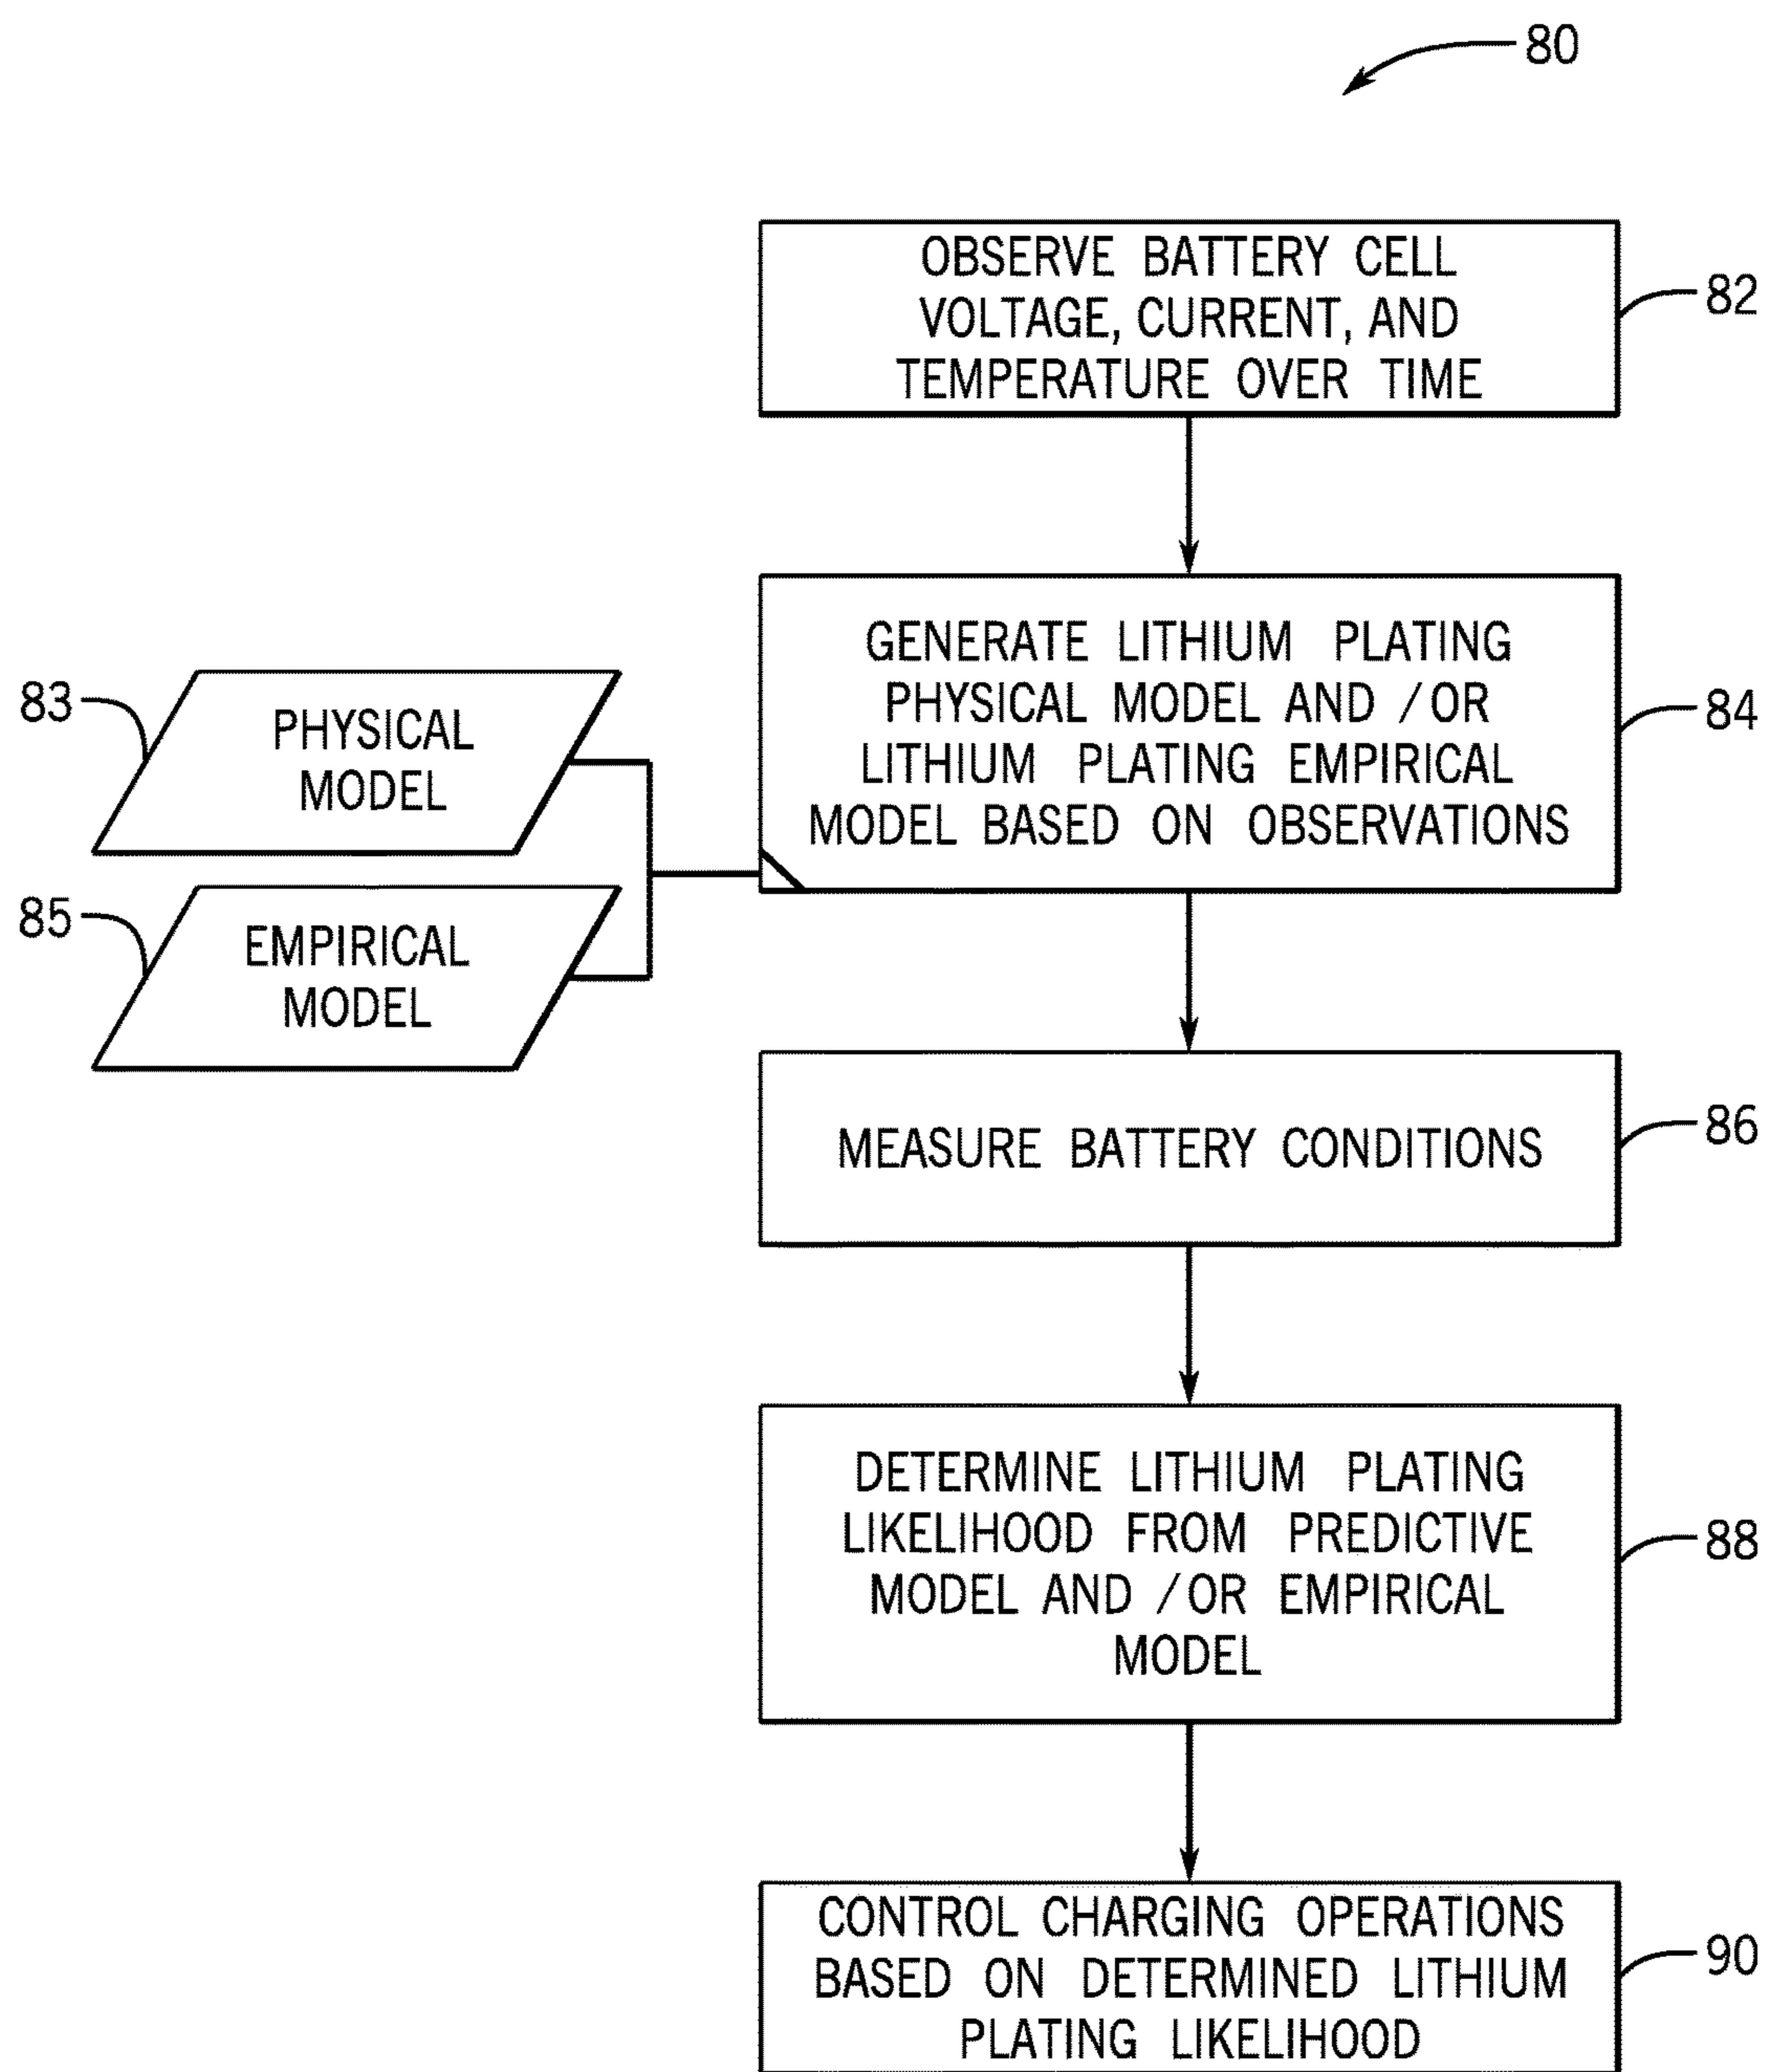 80
OBSERVE BATTERY CELL
VOLTAGE, CURRENT, AND
TEMPERATURE OVER TIME
82
GENERATE LITHIUM PLATING
PHYSICAL MODEL AND /OR
LITHIUM PLATING EMPIRICAL
MODEL BASED ON OBSERVATIONS
84
83
PHYSICAL
MODEL
85
EMPIRICAL
MODEL
MEASURE BATTERY CONDITIONS
86
DETERMINE LITHIUM PLATING
LIKELIHOOD FROM PREDICTIVE
MODEL AND /OR EMPIRICAL
MODEL
88
CONTROL CHARGING OPERATIONS
BASED ON DETERMINED LITHIUM
PLATING LIKELIHOOD
90